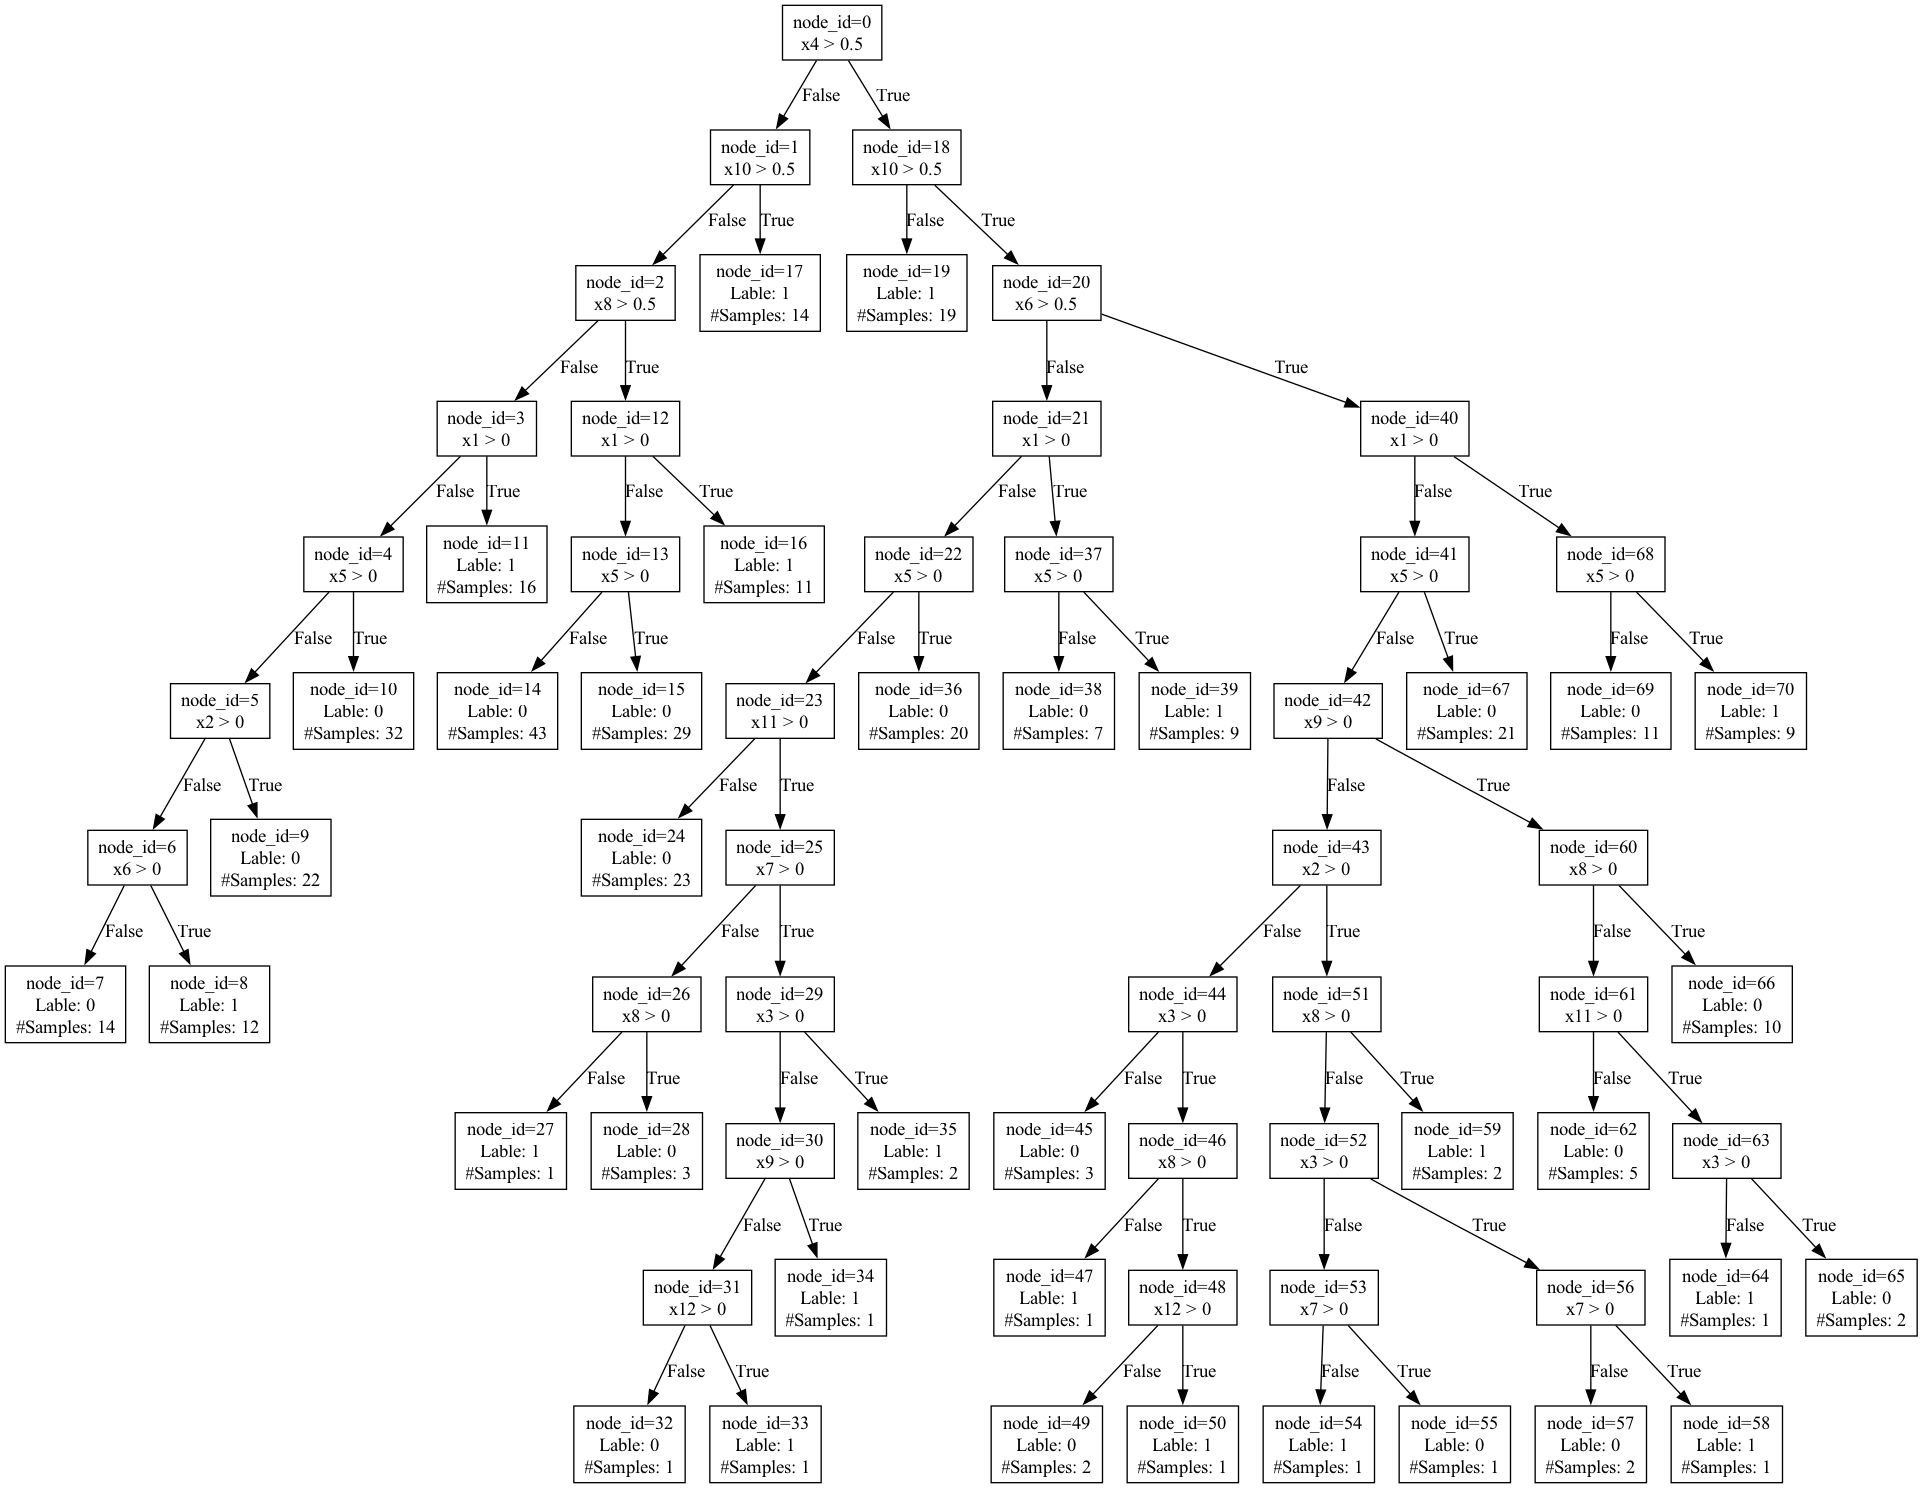 node_id=0
x4 > 0.5
False
True
node_id=1
x10 > 0.5
node_id=18
x10 > 0.5
False
True
False
True
node_id=2
x8 > 0.5
node_id=17
Lable: 1
#Samples: 14
node_id=19
Lable: 1
#Samples: 19
node_id=20
x6 > 0.5
False
True
False
True
node_id=3
x1 > 0
node_id=12
x1 > 0
node_id=21
x1 > 0
node_id=40
x1 > 0
False
True
False
True
False
True
False
True
node_id=4
x5 > 0
node_id=11
Lable: 1
#Samples: 16
node_id=13
x5 > 0
node_id=16
Lable: 1
#Samples: 11
node_id=22
x5 > 0
node_id=37
x5 > 0
node_id=41
x5 > 0
node_id=68
x5 > 0
False
True
False
True
False
True
False
True
False
True
False
True
node_id=5
x2 > 0
node_id=10
Lable: 0
#Samples: 32
node_id=14
Lable: 0
#Samples: 43
node_id=15
Lable: 0
#Samples: 29
node_id=23
x11 > 0
node_id=36
Lable: 0
#Samples: 20
node_id=38
Lable: 0
#Samples: 7
node_id=39
Lable: 1
#Samples: 9
node_id=42
x9 > 0
node_id=67
Lable: 0
#Samples: 21
node_id=69
Lable: 0
#Samples: 11
node_id=70
Lable: 1
#Samples: 9
False
True
False
True
False
True
node_id=6
x6 > 0
node_id=9
Lable: 0
#Samples: 22
node_id=24
Lable: 0
#Samples: 23
node_id=25
x7 > 0
node_id=43
x2 > 0
node_id=60
x8 > 0
False
True
False
True
False
True
False
True
node_id=7
Lable: 0
#Samples: 14
node_id=8
Lable: 1
#Samples: 12
node_id=26
x8 > 0
node_id=29
x3 > 0
node_id=44
x3 > 0
node_id=51
x8 > 0
node_id=61
x11 > 0
node_id=66
Lable: 0
#Samples: 10
False
True
False
True
False
True
False
True
False
True
node_id=27
Lable: 1
#Samples: 1
node_id=28
Lable: 0
#Samples: 3
node_id=30
x9 > 0
node_id=35
Lable: 1
#Samples: 2
node_id=45
Lable: 0
#Samples: 3
node_id=46
x8 > 0
node_id=52
x3 > 0
node_id=59
Lable: 1
#Samples: 2
node_id=62
Lable: 0
#Samples: 5
node_id=63
x3 > 0
False
True
False
True
False
True
False
True
node_id=31
x12 > 0
node_id=34
Lable: 1
#Samples: 1
node_id=47
Lable: 1
#Samples: 1
node_id=48
x12 > 0
node_id=53
x7 > 0
node_id=56
x7 > 0
node_id=64
Lable: 1
#Samples: 1
node_id=65
Lable: 0
#Samples: 2
False
True
False
True
False
True
False
True
node_id=32
Lable: 0
#Samples: 1
node_id=33
Lable: 1
#Samples: 1
node_id=49
Lable: 0
#Samples: 2
node_id=50
Lable: 1
#Samples: 1
node_id=54
Lable: 1
#Samples: 1
node_id=55
Lable: 0
#Samples: 1
node_id=57
Lable: 0
#Samples: 2
node_id=58
Lable: 1
#Samples: 1